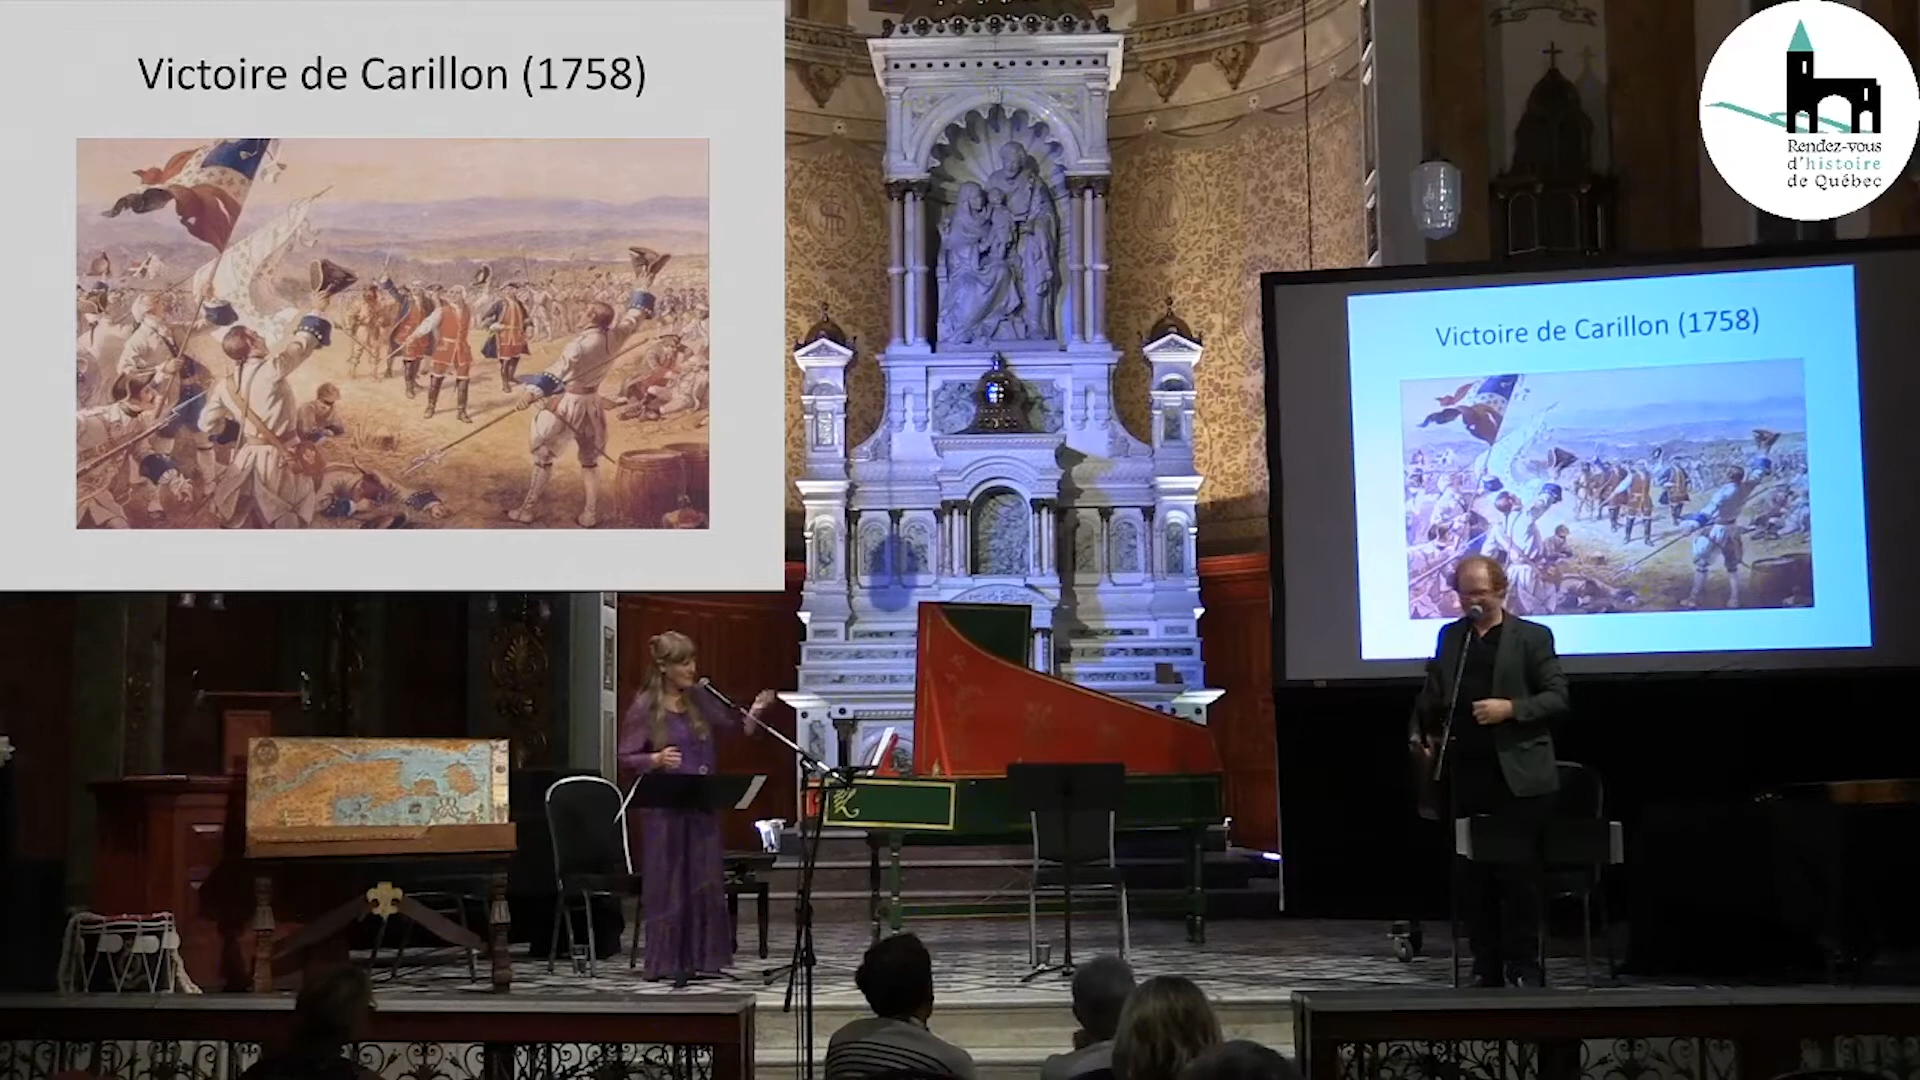 Victoire de Carillon (1758)
Rendez-vous
d'histoire
de Québec
Victoire de Carillon (1758)